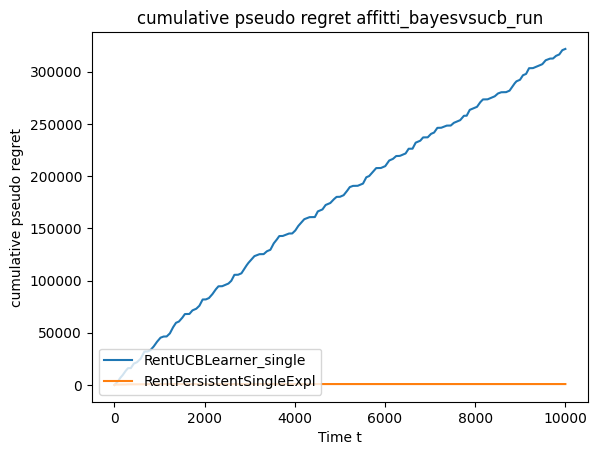 cumulative pseudo regret affitti_bayesvsucb_run
cumulative pseudo regret
300000
250000
200000
150000
100000
50000
0
RentUCBLearner_single
RentPersistentSingleExpl
0
2000
4000
6000
8000
10000
Time t